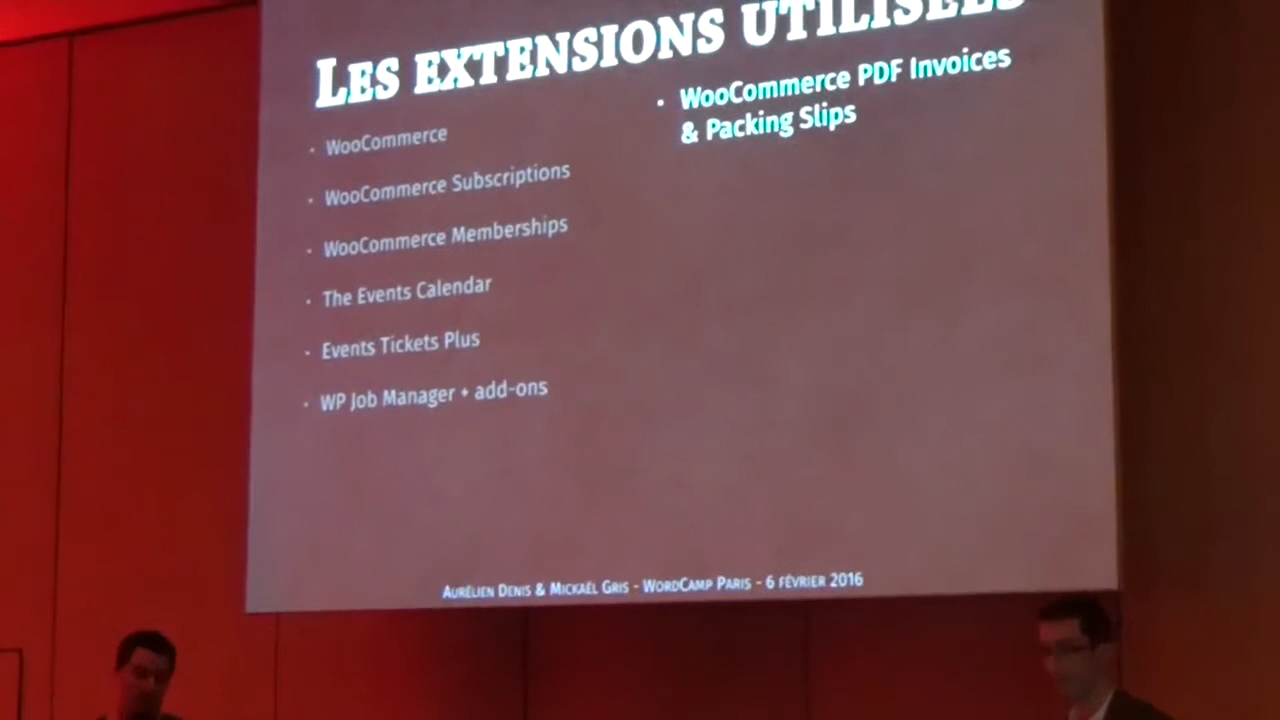 LES EXTENSIONS UTILISÉES
• WooCommerce
• WooCommerce Subscriptions
• WooCommerce Memberships
• The Events Calendar
• Events Tickets Plus
• WP Job Manager + add-ons
• WooCommerce PDF Invoices
& Packing Slips
AURÉLIEN DENIS & MICKAËL GRIS - WORDCAMP PARIS - 6 FÉVRIER 2016